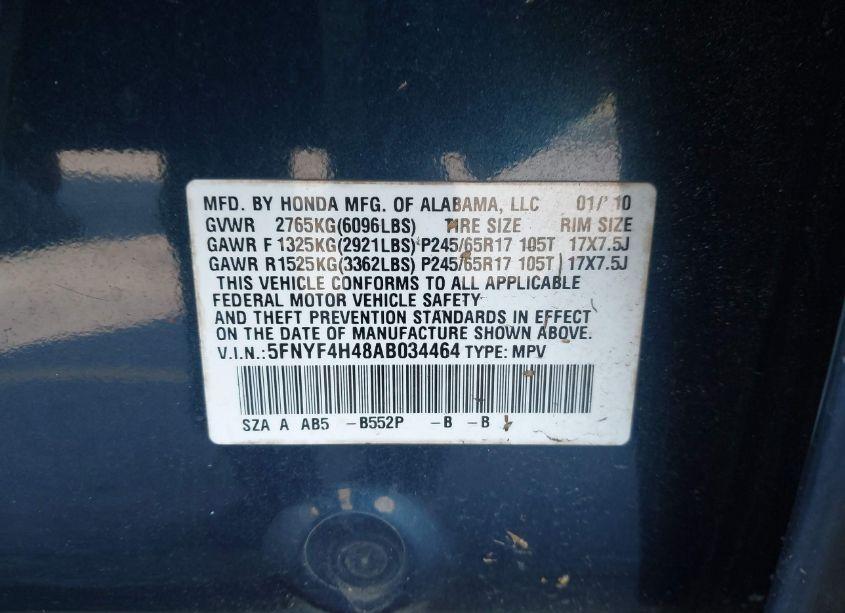 MFD. BY HONDA MFG. OF ALABAMA, LLC 01/10
GVWR 2765KG(6096LBS) TIRE SIZE RIM SIZE
GAWR F 1325KG(2921LBS) P245/65R17 105T 17X7.5J
GAWR R 1525KG(3362LBS) P245/65R17 105T 17X7.5J
THIS VEHICLE CONFORMS TO ALL APPLICABLE
FEDERAL MOTOR VEHICLE SAFETY
AND THEFT PREVENTION STANDARDS IN EFFECT
ON THE DATE OF MANUFACTURE SHOWN ABOVE.
V.I.N.: 5FNYF4H48AB034464 TYPE: MPV
SZA A AB5 -B552P -B -B